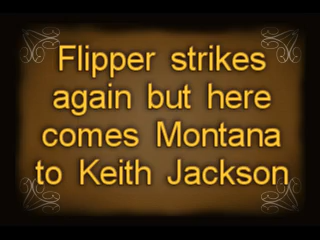 Flipper strikes
again but here
comes Montana
to Keith Jackson